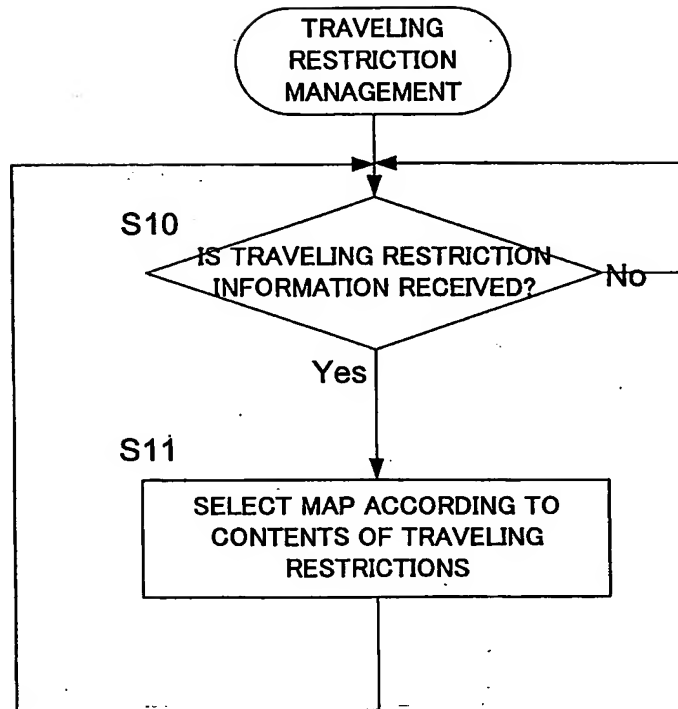 TRAVELING
RESTRICTION
MANAGEMENT
S10
IS TRAVELING RESTRICTION
INFORMATION RECEIVED?
No
Yes
S11
SELECT MAP ACCORDING TO
CONTENTS OF TRAVELING
RESTRICTIONS